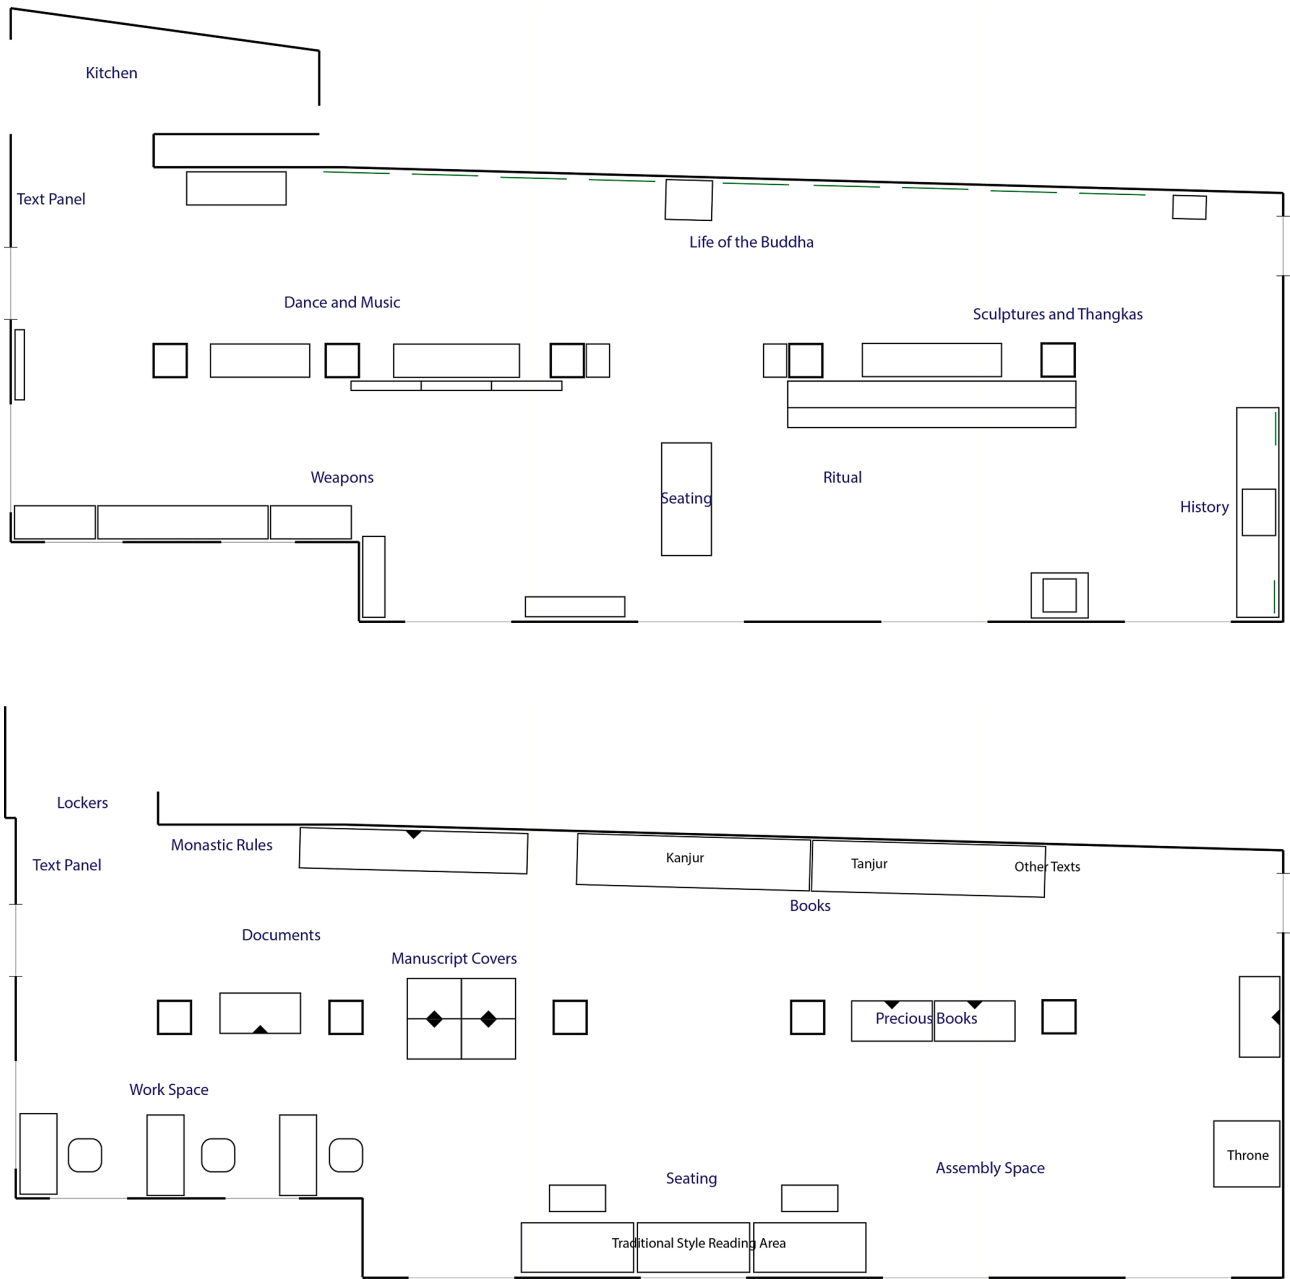 Kitchen
Text Panel
Life of the Buddha
Dance and Music
Sculptures and Thangkas
Weapons
Ritual
Seating
History
Lockers
Monastic Rules
Text Panel
Kanjur
Tanjur
Other Texts
Books
Documents
Manuscript Covers
Precious Books
Work Space
Throne
Assembly Space
Seating
Traditional Style Reading Area